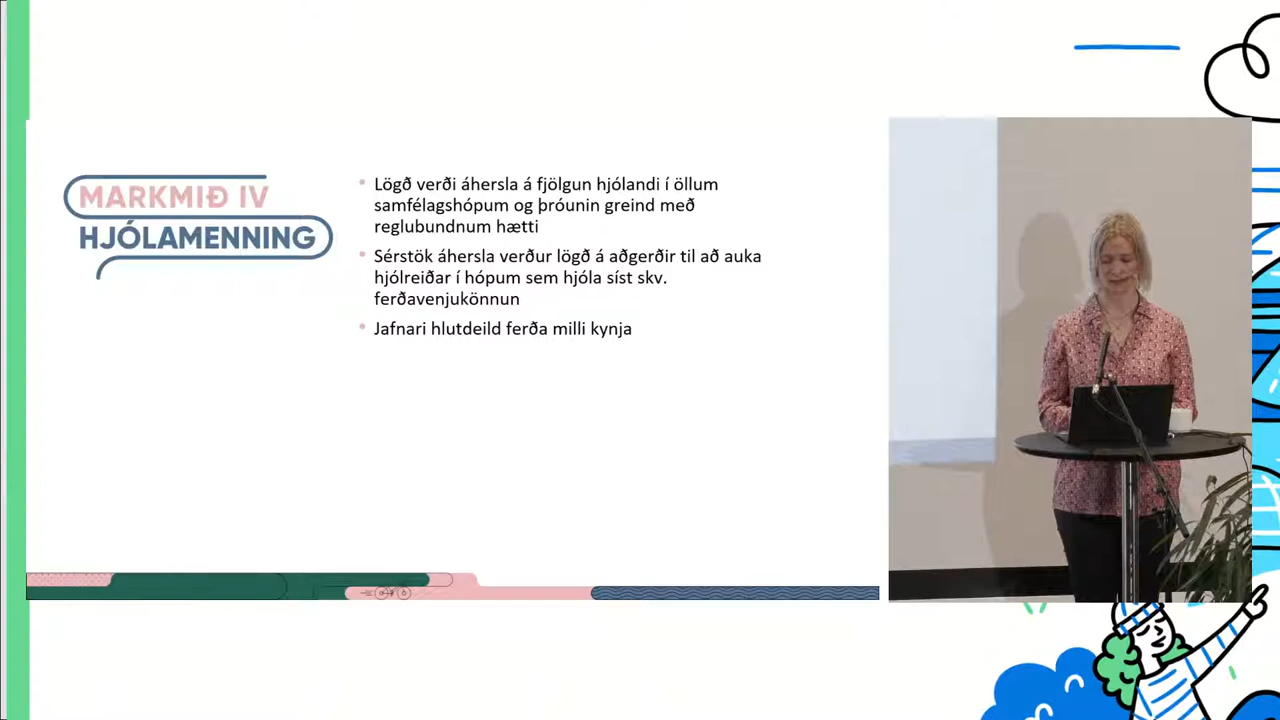 MARKMIÐ IV
HJÓLAMENNING
• Lögð verði áhersla á fjölgun hjólandi í öllum
samfélagshópum og þróunin greind með
reglubundnum hætti
• Sérstök áhersla verður lögð á aðgerðir til að auka
hjólreiðar í hópum sem hjóla síst skv.
ferðavenjukönnun
• Jafnari hlutdeild ferða milli kynja